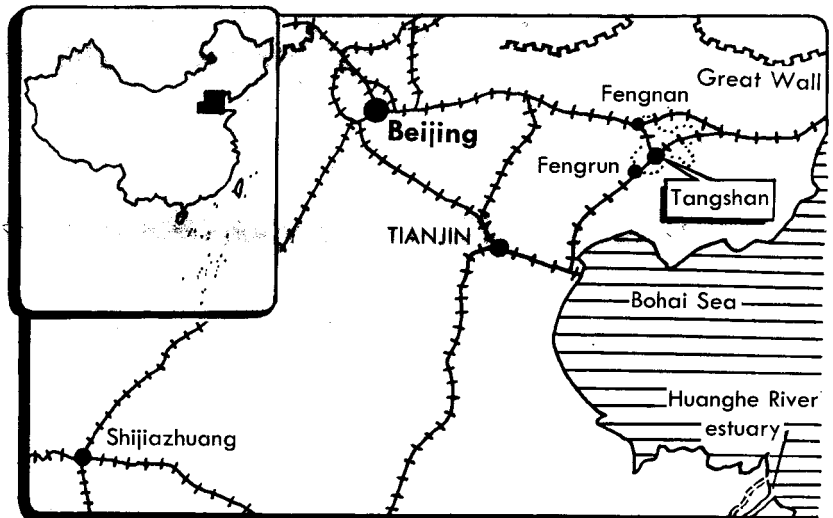 Great Wall
Fengnan
Beijing
Fengrun
Tangshan
TIANJIN
Bohai Sea
Huanghe River
estuary
Shijiazhuang